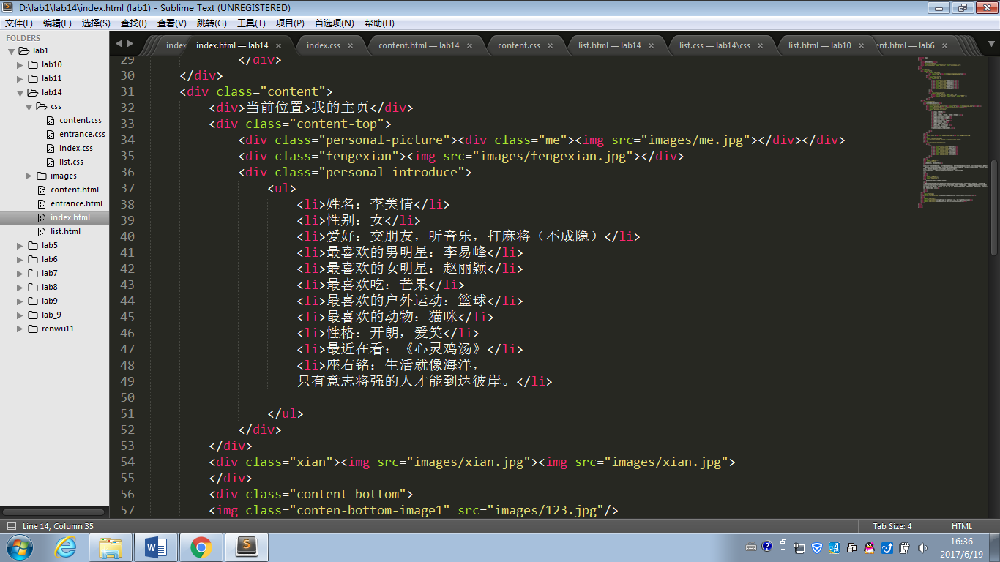 D:\lab1\lab14\index.html (lab1) - Sublime Text (UNREGISTERED)
文件(F) 编辑(E) 选择(S) 查找(I) 查看(V) 跳转(G) 工具(T) 项目(P) 首选项(N) 帮助(H)
FOLDERS
lab1
lab10
lab11
lab14
css
content.css
entrance.css
index.css
list.css
images
content.html
entrance.html
index.html
list.html
lab5
lab6
lab7
lab8
lab9
lab_9
renwu11
index index.html — lab14 × index.css × content.html — lab14 × content.css × list.html — lab14 × list.css — lab14\css × list.html — lab10 × ent.html — lab6 ×
29 </div>
30 </div>
31 <div class="content">
32 <div>当前位置>我的主页</div>
33 <div class="content-top">
34 <div class="personal-picture"><div class="me"><img src="images/me.jpg"></div></div>
35 <div class="fengexian"><img src="images/fengexian.jpg"></div>
36 <div class="personal-introduce">
37 <ul>
38 <li>姓名：李美情</li>
39 <li>性别：女</li>
40 <li>爱好：交朋友，听音乐，打麻将（不成隐）</li>
41 <li>最喜欢的男明星：李易峰</li>
42 <li>最喜欢的女明星：赵丽颖</li>
43 <li>最喜欢吃：芒果</li>
44 <li>最喜欢的户外运动：篮球</li>
45 <li>最喜欢的动物：猫咪</li>
46 <li>性格：开朗，爱笑</li>
47 <li>最近在看：《心灵鸡汤》</li>
48 <li>座右铭：生活就像海洋，
49 只有意志将强的人才能到达彼岸。</li>
50
51 </ul>
52 </div>
53 </div>
54 <div class="xian"><img src="images/xian.jpg"><img src="images/xian.jpg">
55 </div>
56 <div class="content-bottom">
57 <img class="conten-bottom-image1" src="images/123.jpg"/>
Line 14, Column 35 Tab Size: 4 HTML
16:36
2017/6/19